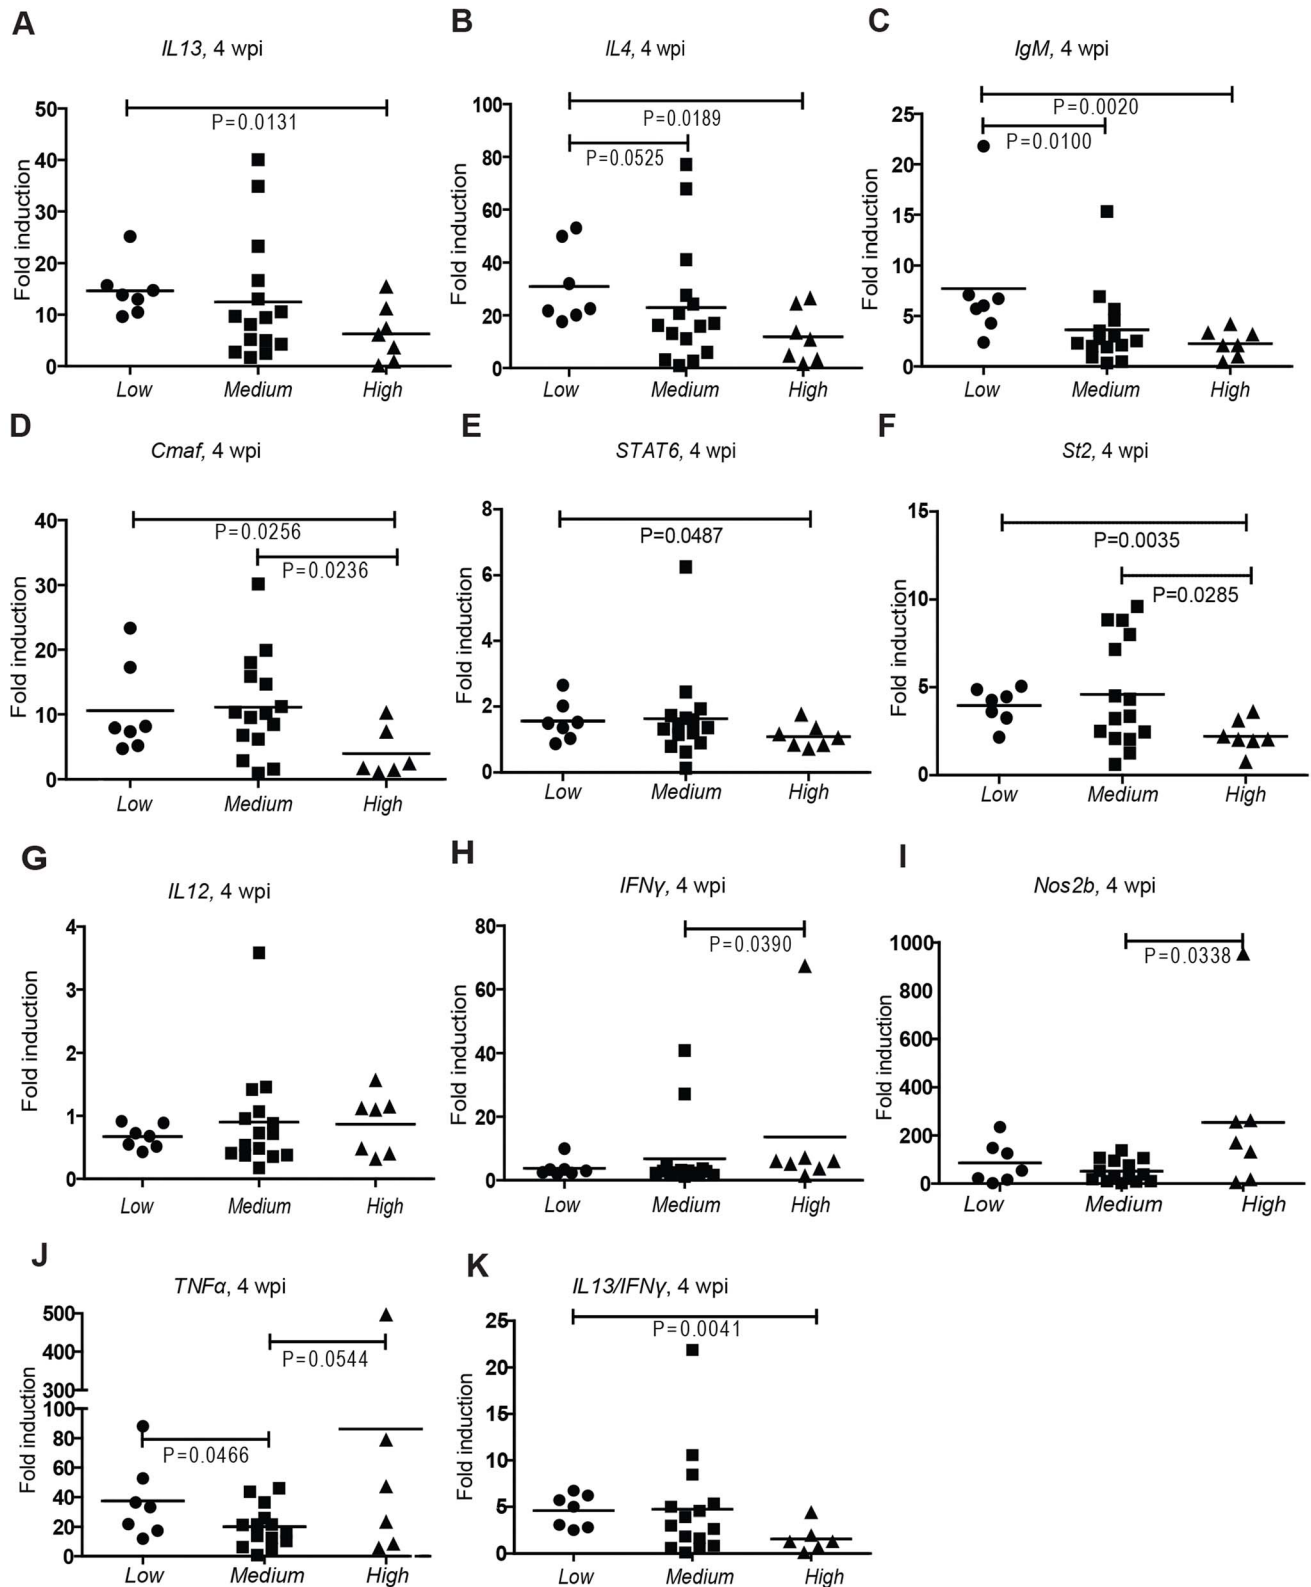 A
IL13, 4 wpi
P=0.0131
Fold induction
50
40
30
20
10
0
Low Medium High
B
IL4, 4 wpi
P=0.0189
P=0.0525
Fold induction
100
80
60
40
20
0
Low Medium High
C
IgM, 4 wpi
P=0.0020
P=0.0100
Fold induction
25
20
15
10
5
0
Low Medium High
D
Cmaf, 4 wpi
P=0.0256
P=0.0236
Fold induction
40
30
20
10
0
Low Medium High
E
STAT6, 4 wpi
P=0.0487
Fold induction
8
6
4
2
0
Low Medium High
F
St2, 4 wpi
P=0.0035
P=0.0285
Fold induction
15
10
5
0
Low Medium High
G
IL12, 4 wpi
Fold induction
4
3
2
1
0
Low Medium High
H
IFNγ, 4 wpi
P=0.0390
Fold induction
80
60
40
20
0
Low Medium High
I
Nos2b, 4 wpi
P=0.0338
Fold induction
1000
800
600
400
200
0
Low Medium High
J
TNFα, 4 wpi
P=0.0544
P=0.0466
Fold induction
500
400
300
100
80
60
40
20
0
Low Medium High
K
IL13/IFNγ, 4 wpi
P=0.0041
Fold induction
25
20
15
10
5
0
Low Medium High